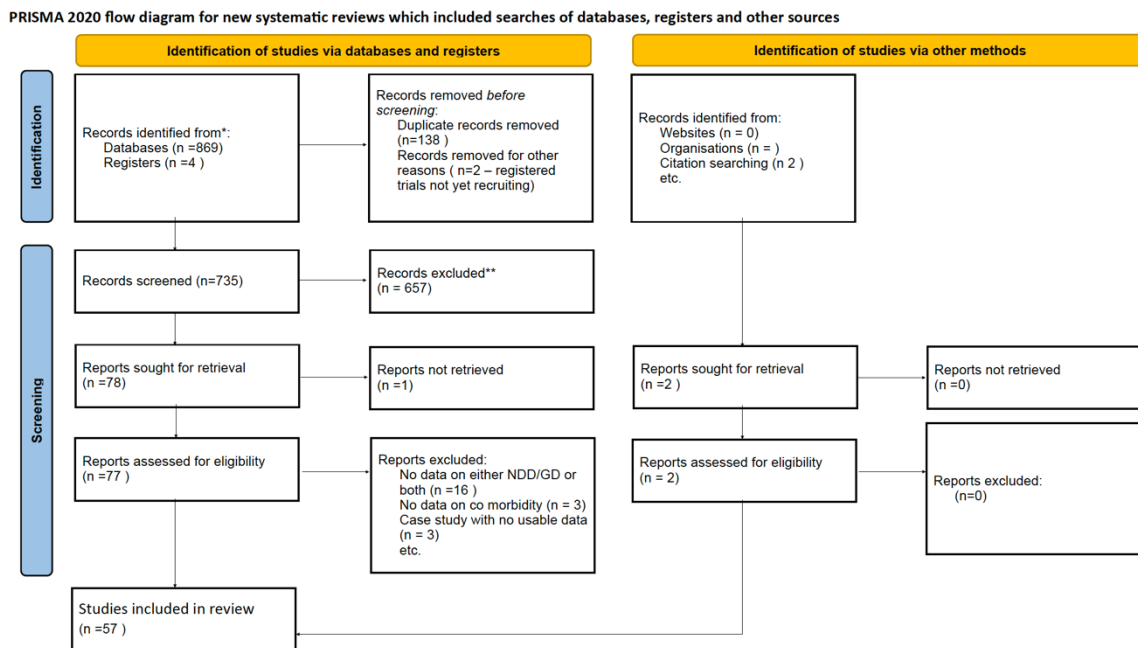 PRISMA 2020 flow diagram for new systematic reviews which included searches of databases, registers and other sources
Identification of studies via databases and registers
Identification of studies via other methods
Identification
Records identified from*:
Databases (n =869)
Registers (n =4 )
Records removed before
screening:
Duplicate records removed
(n=138 )
Records removed for other
reasons ( n=2 – registered
trials not yet recruiting)
Records identified from:
Websites (n = 0)
Organisations (n = )
Citation searching (n 2 )
etc.
Screening
Records screened (n=735)
Records excluded**
(n = 657)
Reports sought for retrieval
(n =78)
Reports not retrieved
(n =1)
Reports sought for retrieval
(n =2 )
Reports not retrieved
(n =0)
Reports assessed for eligibility
(n =77 )
Reports excluded:
No data on either NDD/GD or
both (n =16 )
No data on co morbidity (n = 3)
Case study with no usable data
(n = 3)
etc.
Reports assessed for eligibility
(n = 2)
Reports excluded:
(n=0)
Studies included in review
(n =57 )